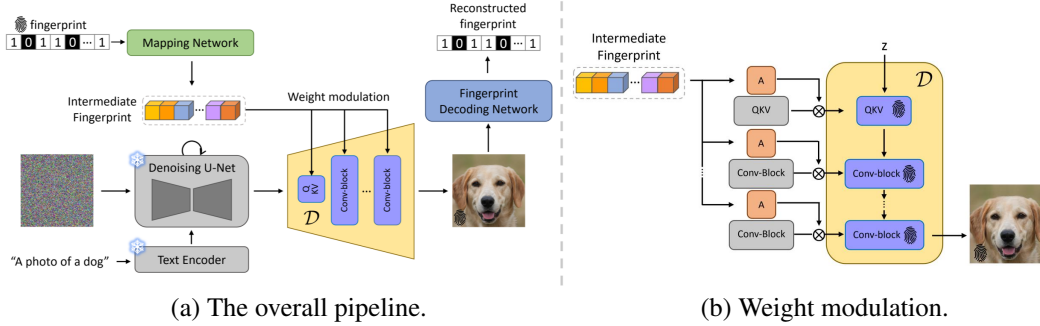 fingerprint
1 0 1 1 0 ... 1
Mapping Network
Intermediate
Fingerprint
...
Weight modulation
Reconstructed
fingerprint
1 0 1 1 0 ... 1
Fingerprint
Decoding Network
Denoising U-Net
Q
KV
Conv-block
...
Conv-block
D
"A photo of a dog"
Text Encoder
(a) The overall pipeline.
Intermediate
Fingerprint
...
z
D
A
QKV
QKV
A
Conv-Block
Conv-block
A
Conv-Block
Conv-block
(b) Weight modulation.